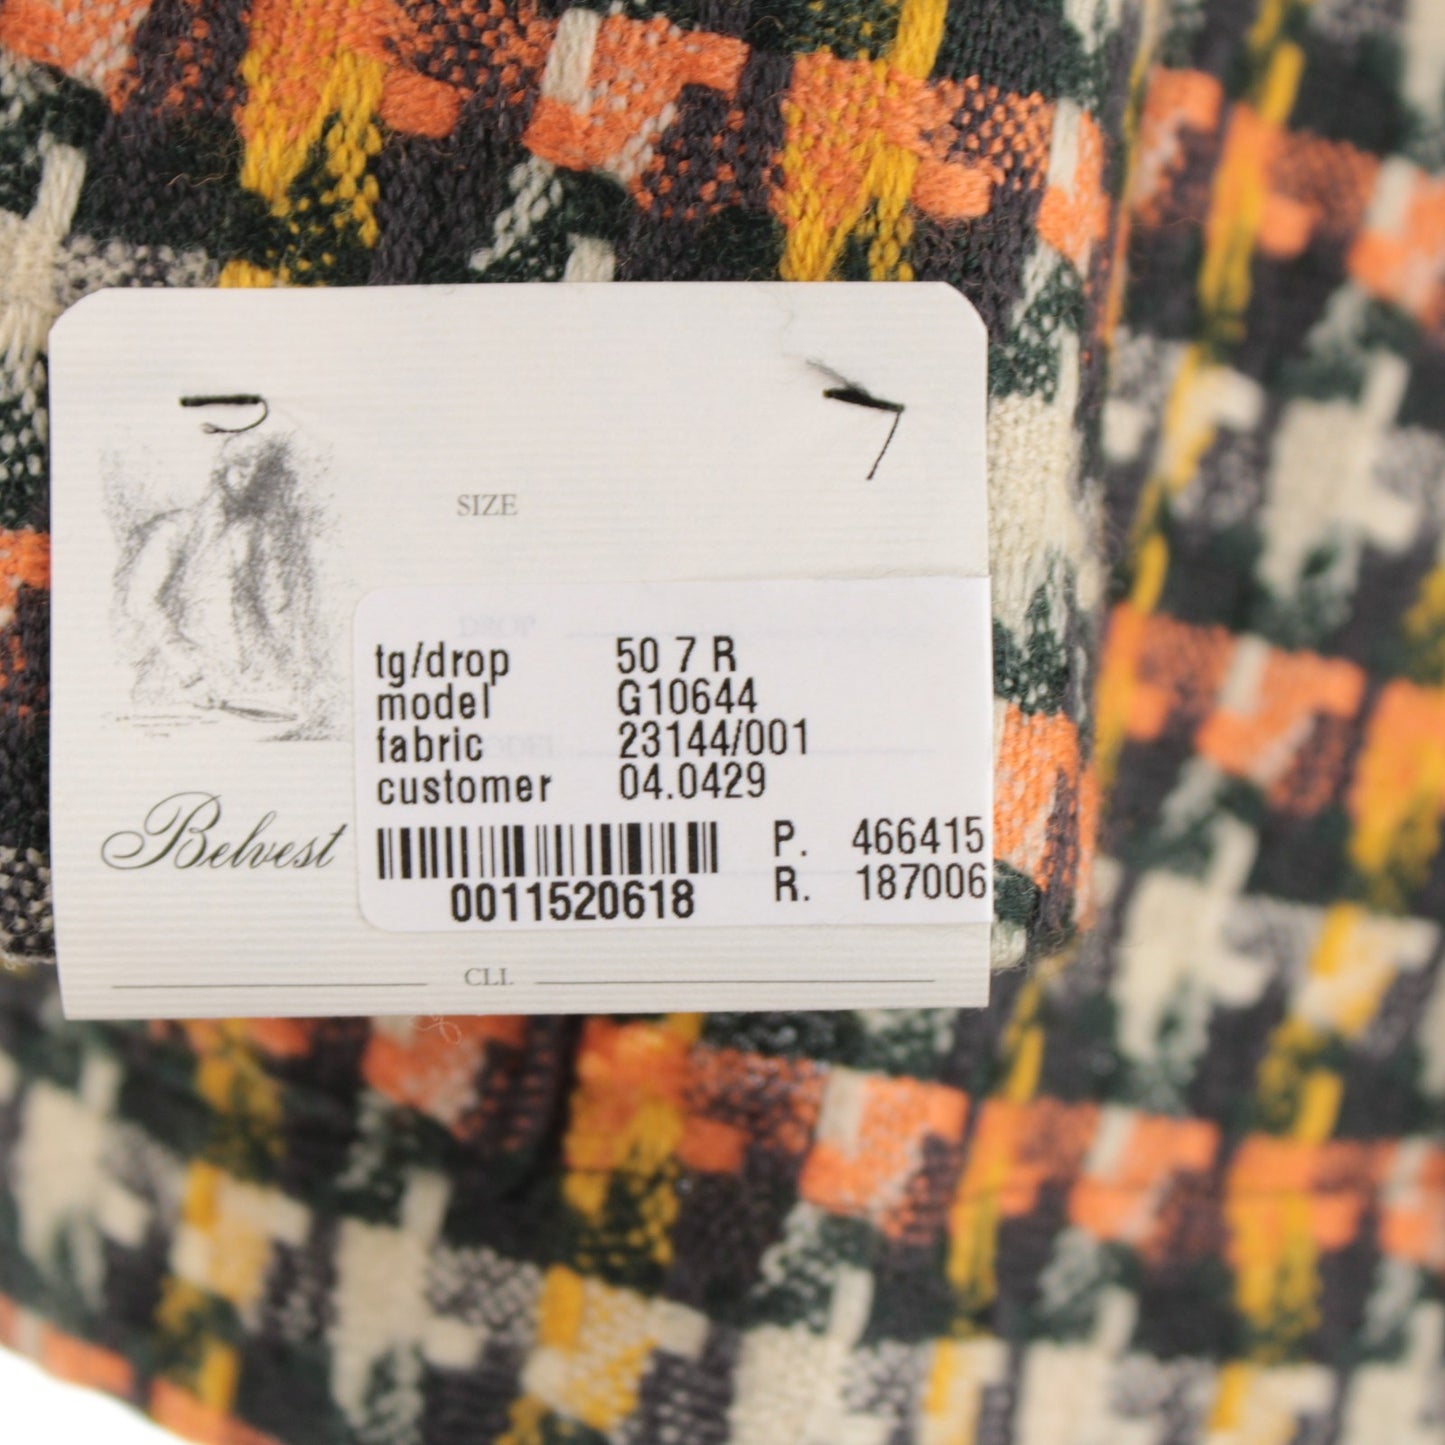 SIZE
DROP
tg/drop 50 7 R
model G10644
fabric 23144/001
customer 04.0429
P. 466415
R. 187006
0011520618
Belvest
CLI.